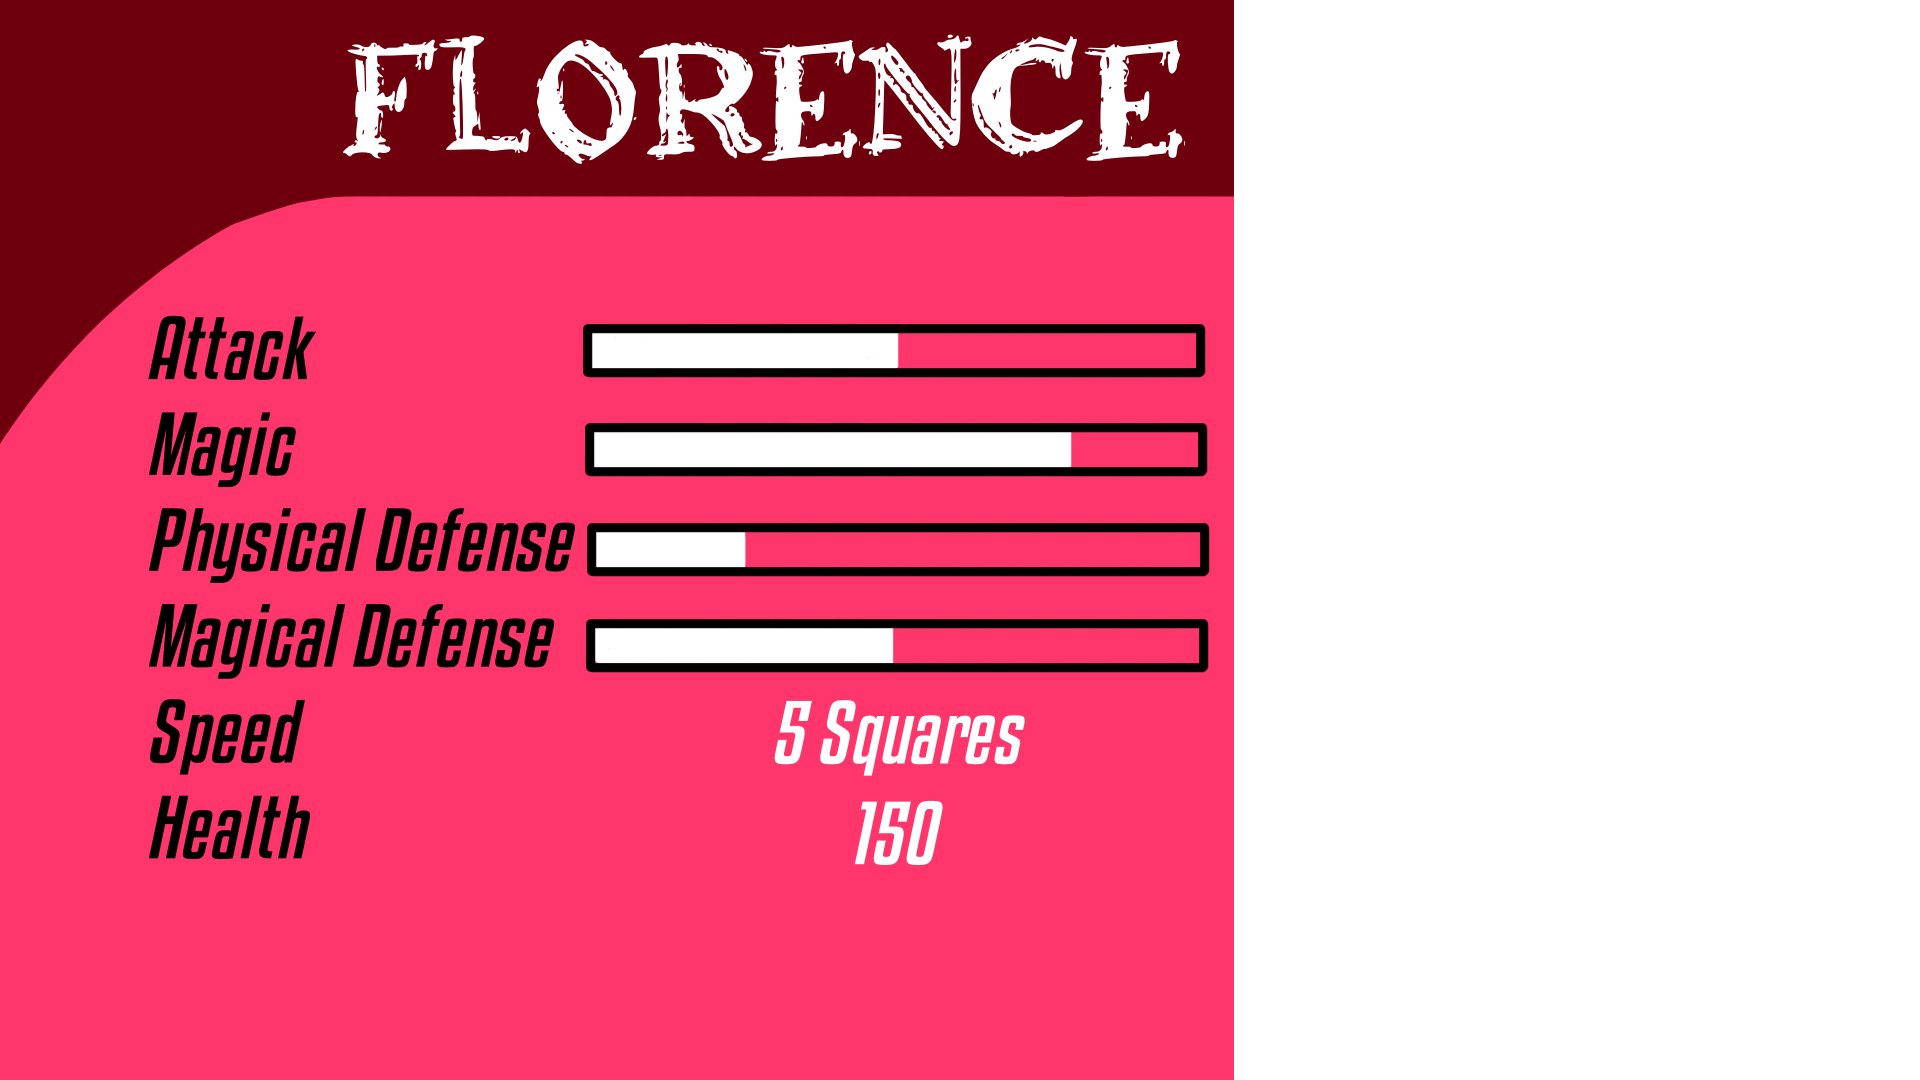 FLORENCE
Attack
Magic
Physical Defense
Magical Defense
Speed 5 Squares
Health 150